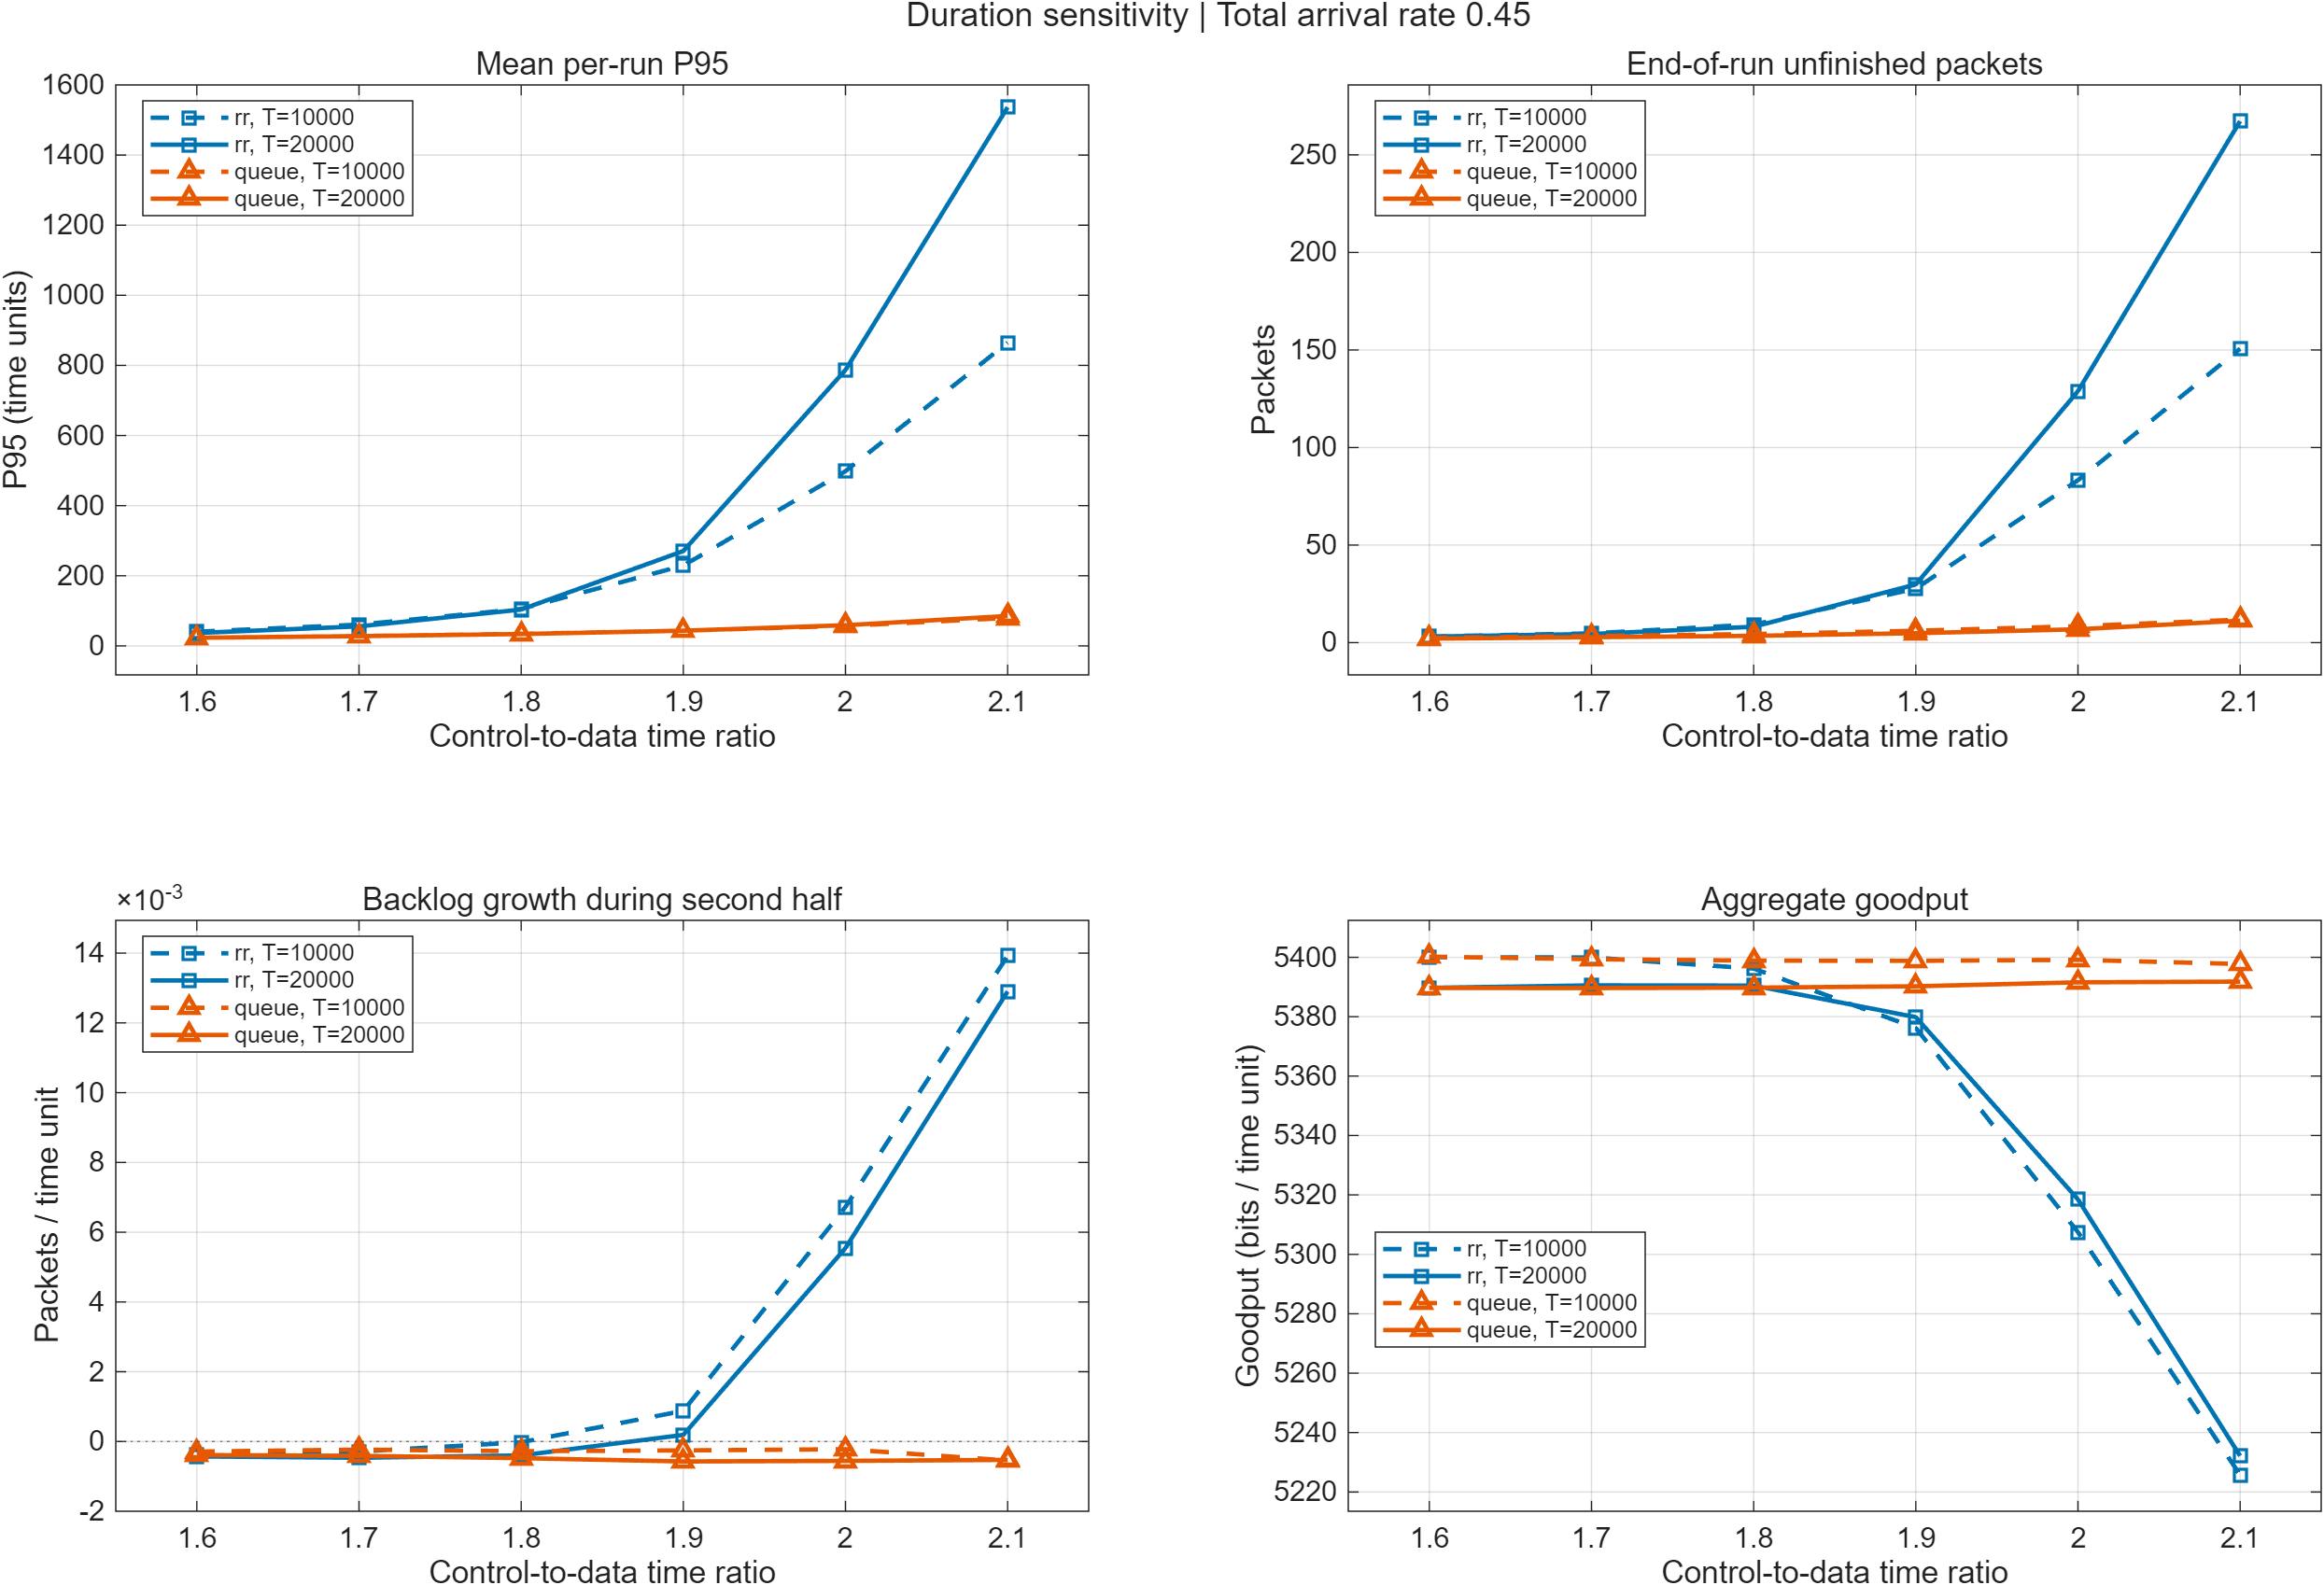 Duration sensitivity | Total arrival rate 0.45
Mean per-run P95
1600
1400
1200
1000
800
600
400
200
0
P95 (time units)
rr, T=10000
rr, T=20000
queue, T=10000
queue, T=20000
1.6 1.7 1.8 1.9 2 2.1
Control-to-data time ratio
End-of-run unfinished packets
250
200
150
100
50
0
Packets
rr, T=10000
rr, T=20000
queue, T=10000
queue, T=20000
1.6 1.7 1.8 1.9 2 2.1
Control-to-data time ratio
×10-3
Backlog growth during second half
14
12
10
8
6
4
2
0
-2
Packets / time unit
rr, T=10000
rr, T=20000
queue, T=10000
queue, T=20000
1.6 1.7 1.8 1.9 2 2.1
Control-to-data time ratio
Aggregate goodput
5400
5380
5360
5340
5320
5300
5280
5260
5240
5220
Goodput (bits / time unit)
rr, T=10000
rr, T=20000
queue, T=10000
queue, T=20000
1.6 1.7 1.8 1.9 2 2.1
Control-to-data time ratio